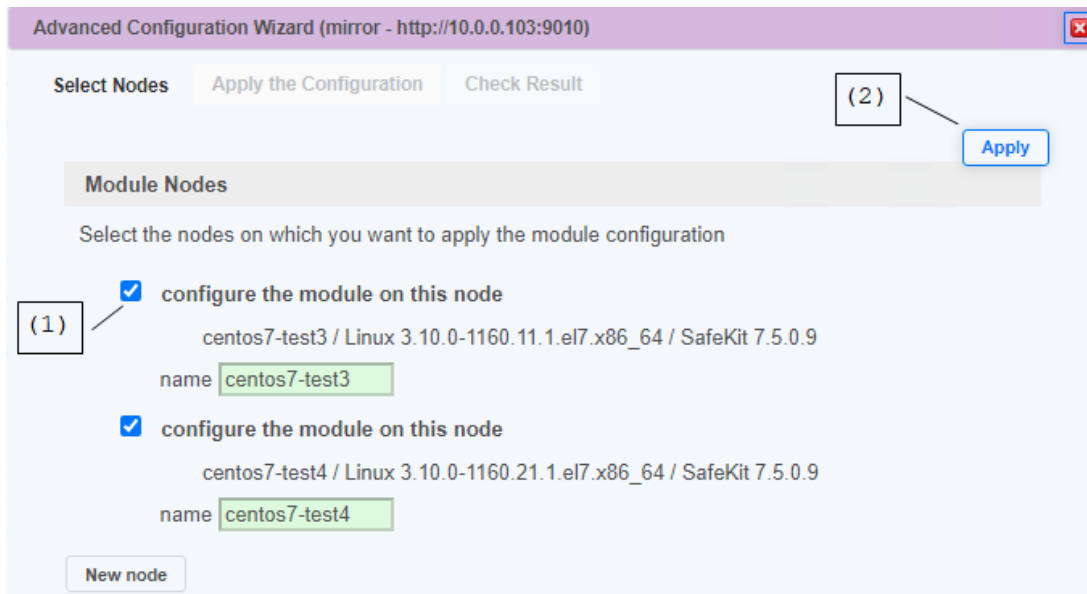 Advanced Configuration Wizard (mirror - http://10.0.0.103:9010)
Select Nodes Apply the Configuration Check Result
(2)
Apply
Module Nodes
Select the nodes on which you want to apply the module configuration
configure the module on this node
(1)
centos7-test3 / Linux 3.10.0-1160.11.1.el7.x86_64 / SafeKit 7.5.0.9
name centos7-test3
configure the module on this node
centos7-test4 / Linux 3.10.0-1160.21.1.el7.x86_64 / SafeKit 7.5.0.9
name centos7-test4
New node